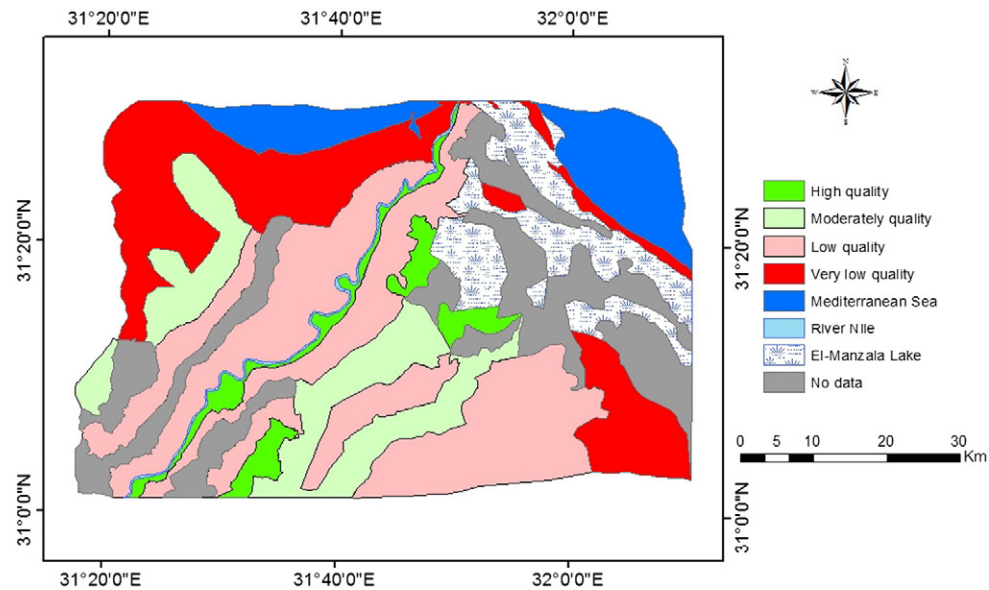 31°20'0"E 31°40'0"E 32°0'0"E
N
W E
S
High quality
Moderately quality
31°20'0"N
31°20'0"N
Low quality
Very low quality
Mediterranean Sea
River Nile
El-Manzala Lake
No data
0 5 10 20 30
Km
31°0'0"N
31°0'0"N
31°20'0"E 31°40'0"E 32°0'0"E